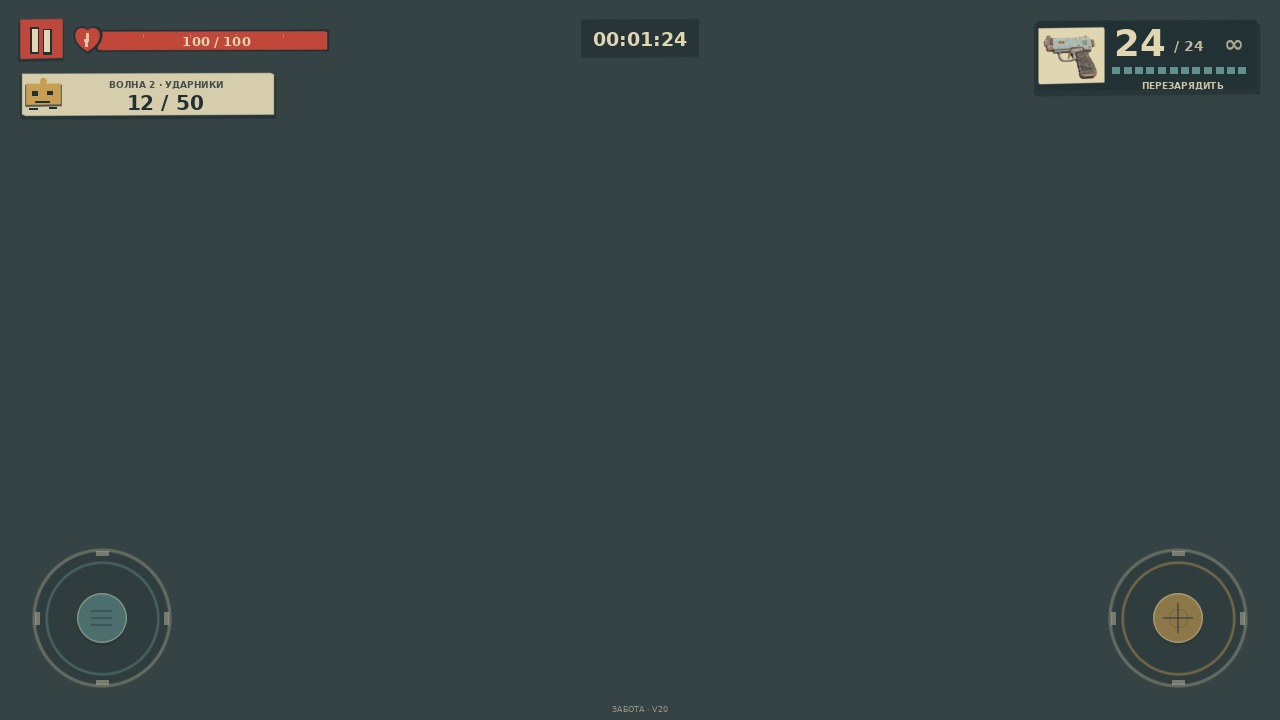 100 / 100
00:01:24
24 / 24 ∞
ПЕРЕЗАРЯДИТЬ
ВОЛНА 2 · УДАРНИКИ
12 / 50
ЗАБОТА · V20